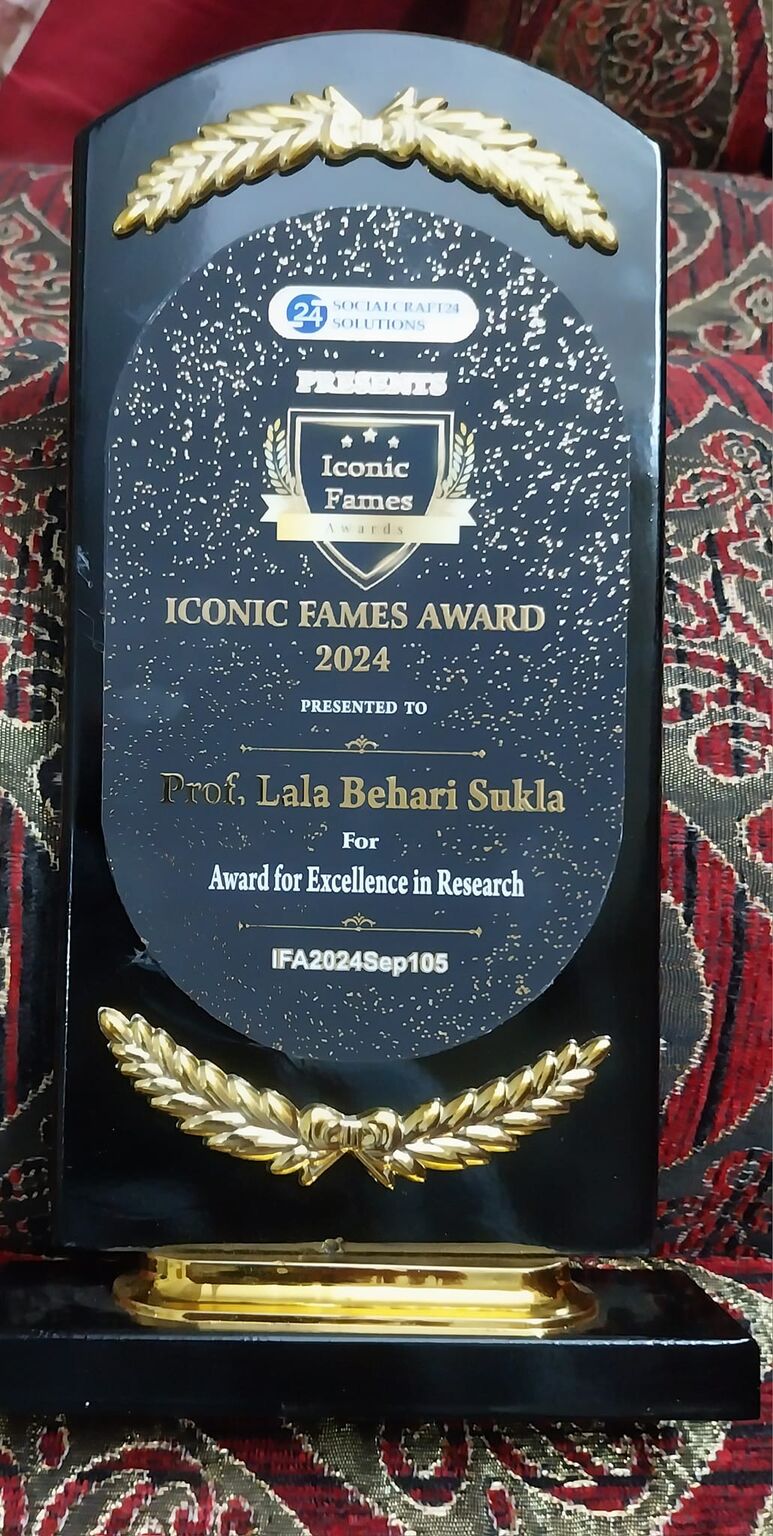 24 SOCIALCRAFT24
SOLUTIONS
PRESENTS
Iconic
Fames
Awards
ICONIC FAMES AWARD
2024
PRESENTED TO
Prof. Lala Behari Sukla
For
Award for Excellence in Research
IFA2024Sep105